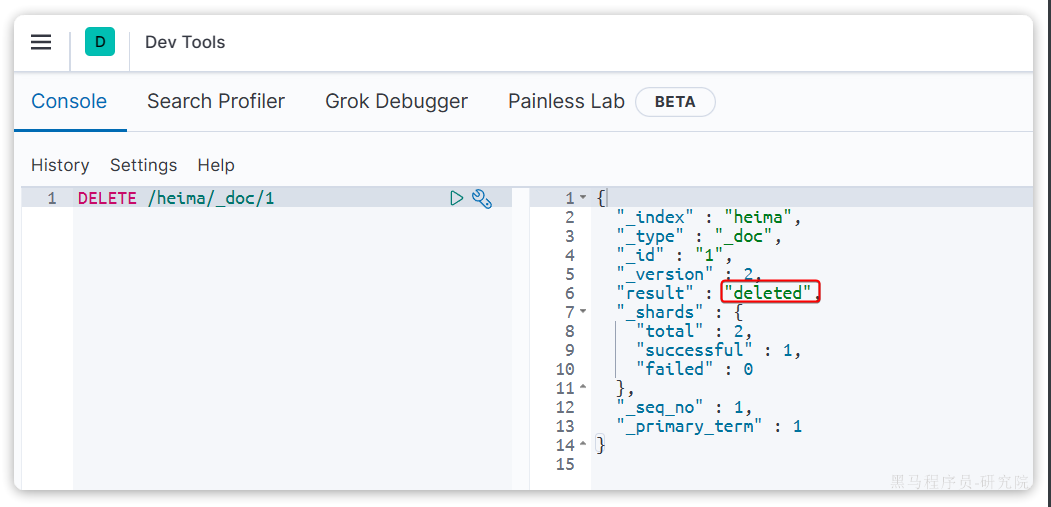 D Dev Tools
Console Search Profiler Grok Debugger Painless Lab BETA
History Settings Help
1 DELETE /heima/_doc/1
1 {
2 "_index" : "heima",
3 "_type" : "_doc",
4 "_id" : "1",
5 "_version" : 2,
6 "result" : "deleted",
7 "_shards" : {
8 "total" : 2,
9 "successful" : 1,
10 "failed" : 0
11 },
12 "_seq_no" : 1,
13 "_primary_term" : 1
14 }
15
黑马程序员-研究院